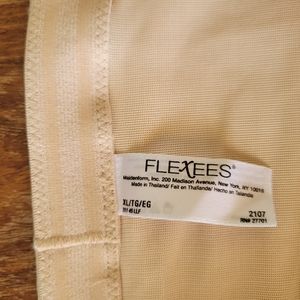 FLEXEES®
Maidenform, Inc. 200 Madison Avenue, New York, NY 10016
Made in Thailand/ Fait en Thaïlande/ Hecho en Tailandia
XL/TG/EG
2107
RN# 27701